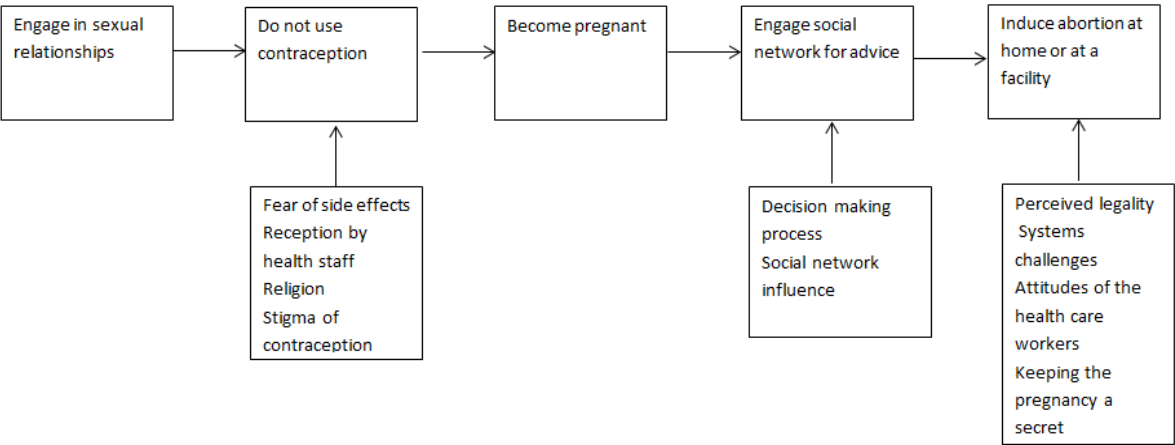 Engage in sexual
relationships
Do not use
contraception
Become pregnant
Engage social
network for advice
Induce abortion at
home or at a
facility
Fear of side effects
Reception by
health staff
Religion
Stigma of
contraception
Decision making
process
Social network
influence
Perceived legality
Systems
challenges
Attitudes of the
health care
workers
Keeping the
pregnancy a
secret